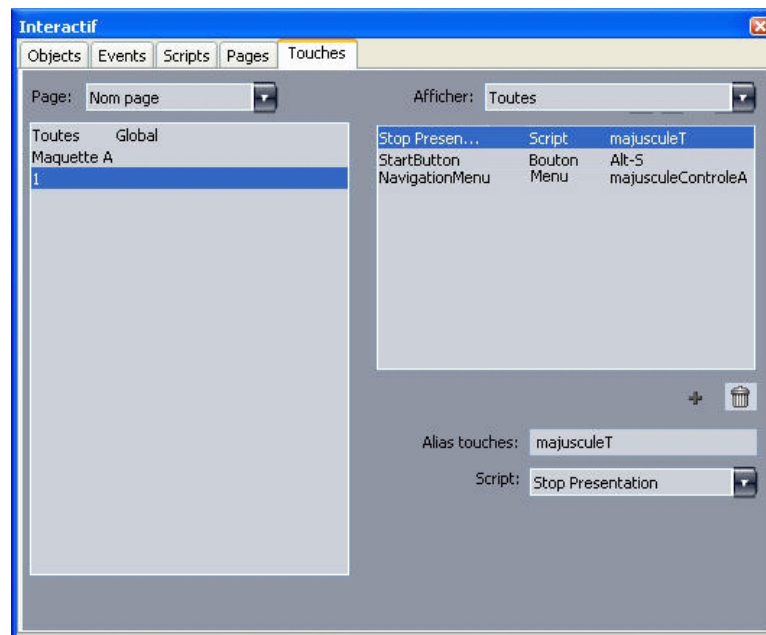 Interactif
Objects Events Scripts Pages Touches
Page: Nom page
Afficher: Toutes
Toutes Global
Maquette A
1
Stop Presen... Script majusculeT
StartButton Bouton Alt-S
NavigationMenu Menu majusculeControleA
Alias touches: majusculeT
Script: Stop Presentation